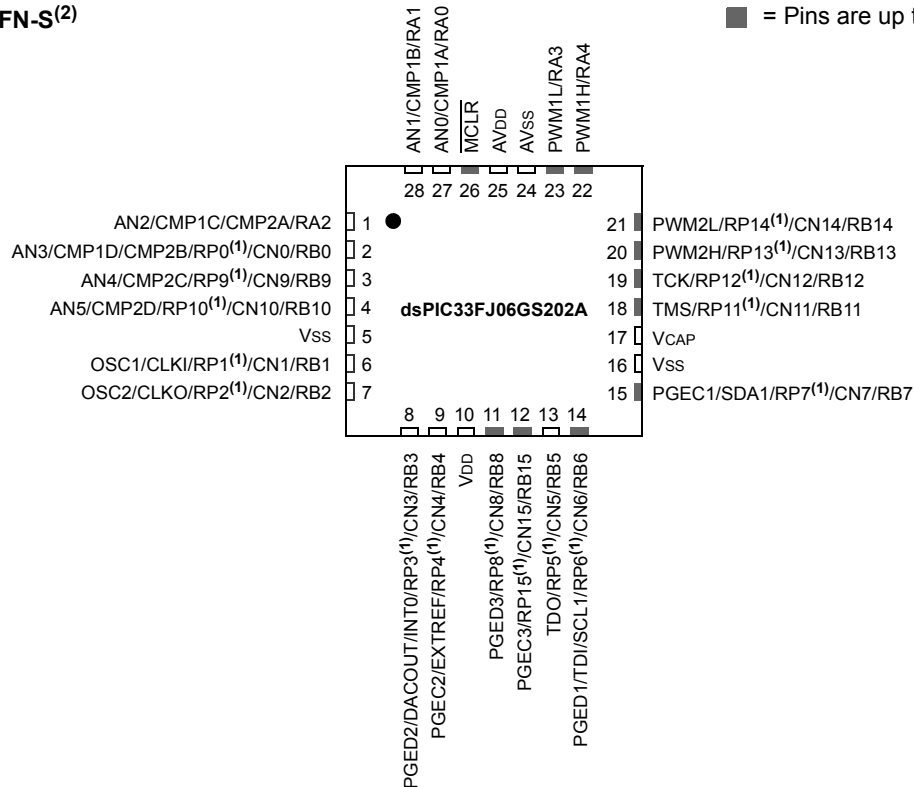 FN-S(2)
= Pins are up
AN1/CMP1B/RA1
AN0/CMP1A/RA0
MCLR
AVDD
AVSS
PWM1L/RA3
PWM1H/RA4
28 27 26 25 24 23 22
AN2/CMP1C/CMP2A/RA2 1
AN3/CMP1D/CMP2B/RP0(1)/CN0/RB0 2
AN4/CMP2C/RP9(1)/CN9/RB9 3
AN5/CMP2D/RP10(1)/CN10/RB10 4
VSS 5
OSC1/CLKI/RP1(1)/CN1/RB1 6
OSC2/CLKO/RP2(1)/CN2/RB2 7
dsPIC33FJ06GS202A
21 PWM2L/RP14(1)/CN14/RB14
20 PWM2H/RP13(1)/CN13/RB13
19 TCK/RP12(1)/CN12/RB12
18 TMS/RP11(1)/CN11/RB11
17 VCAP
16 VSS
15 PGEC1/SDA1/RP7(1)/CN7/RB7
8 9 10 11 12 13 14
PGED2/DACOUT/INT0/RP3(1)/CN3/RB3
PGEC2/EXTREF/RP4(1)/CN4/RB4
VDD
PGED3/RP8(1)/CN8/RB8
PGEC3/RP15(1)/CN15/RB15
TDO/RP5(1)/CN5/RB5
PGED1/TDI/SCL1/RP6(1)/CN6/RB6